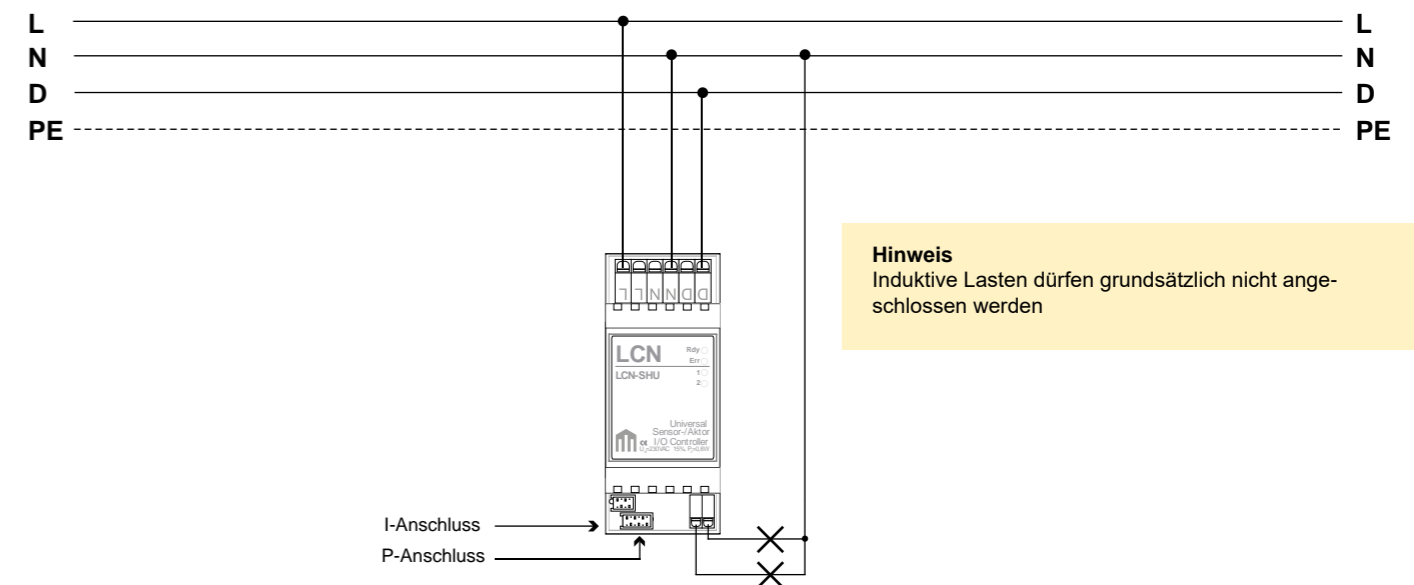 L L
N N
D D
PE PE
Hinweis
Induktive Lasten dürfen grundsätzlich nicht ange-
schlossen werden
L L N N D D
LCN Rdy
Err
LCN-SHU 1
2
Universal
Sensor-/Aktor
I/O Controller
I-Anschluss
P-Anschluss